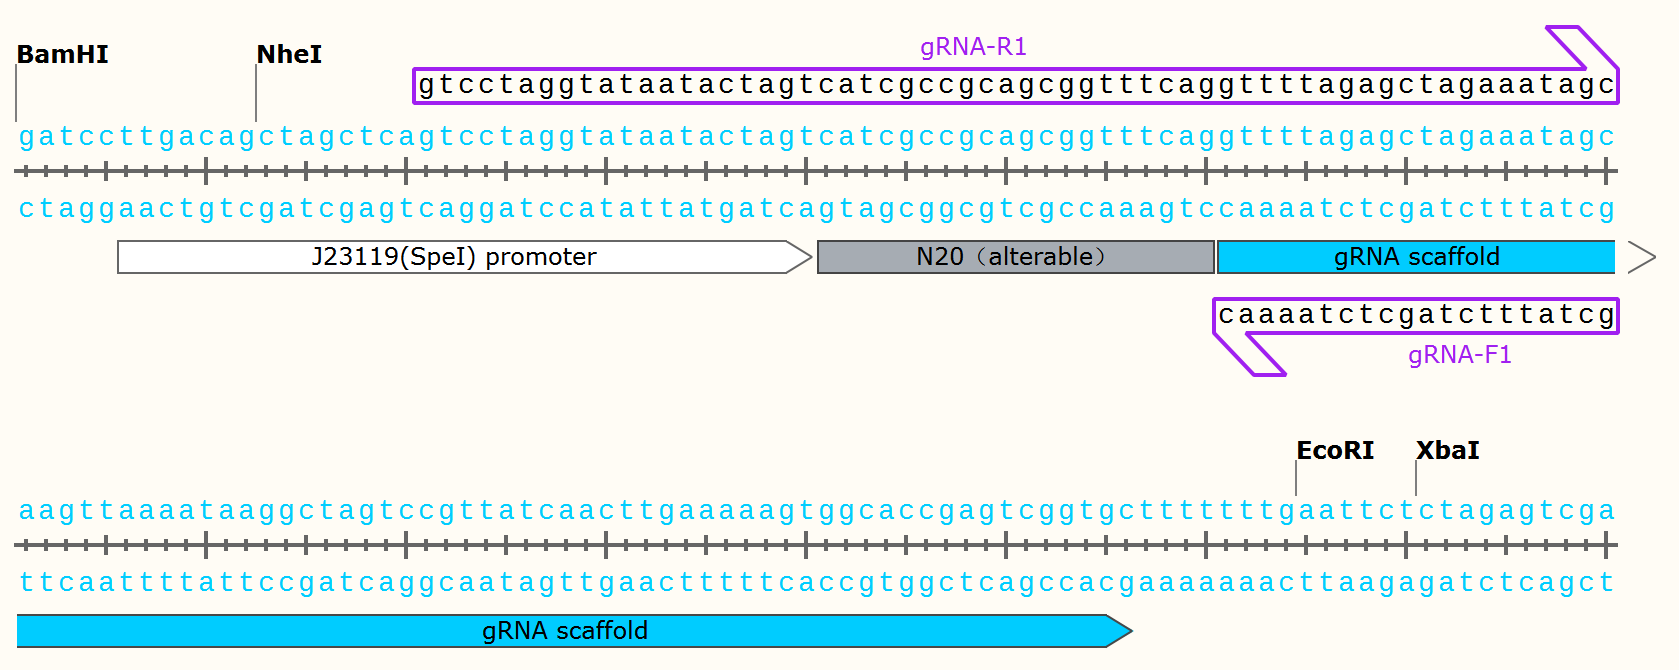 gRNA-R1
BamHI NheI
gtcctaggtataatactagtcatcgccgcagcggtttcaggttttagagctagaaatagc
gatccttgacagctagctcagtcctaggtataatactagtcatcgccgcagcggtttcaggttttagagctagaaatagc
ctaggaactgtcgatcgagtcaggatccatattatgatcagtagcggcgtcgccaaagtccaaaatctcgatctttatcg
J23119(SpeI) promoter N20（alterable） gRNA scaffold
caaaatctcgatctttatcg
gRNA-F1
EcoRI XbaI
aagttaaaataaggctagtccgttatcaacttgaaaaagtggcaccgagtcggtgctttttttgaattctctagagtcga
ttcaattttattccgatcaggcaatagttgaactttttcaccgtggctcagccacgaaaaaaacttaagagatctcagct
gRNA scaffold